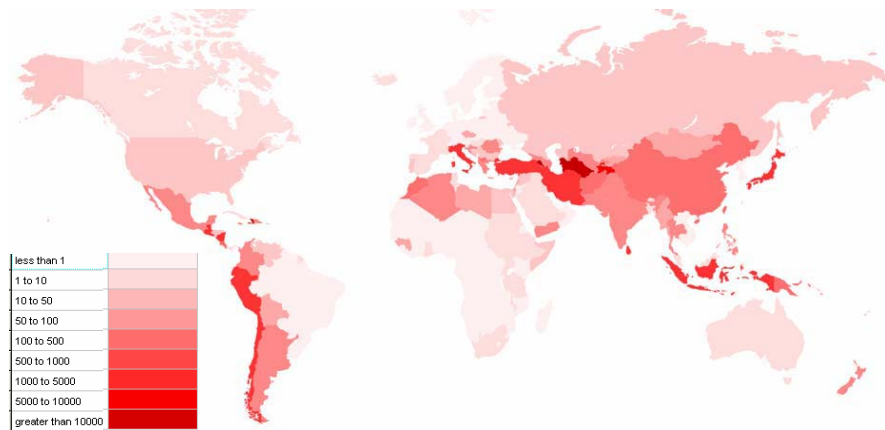 less than 1
1 to 10
10 to 50
50 to 100
100 to 500
500 to 1000
1000 to 5000
5000 to 10000
greater than 10000